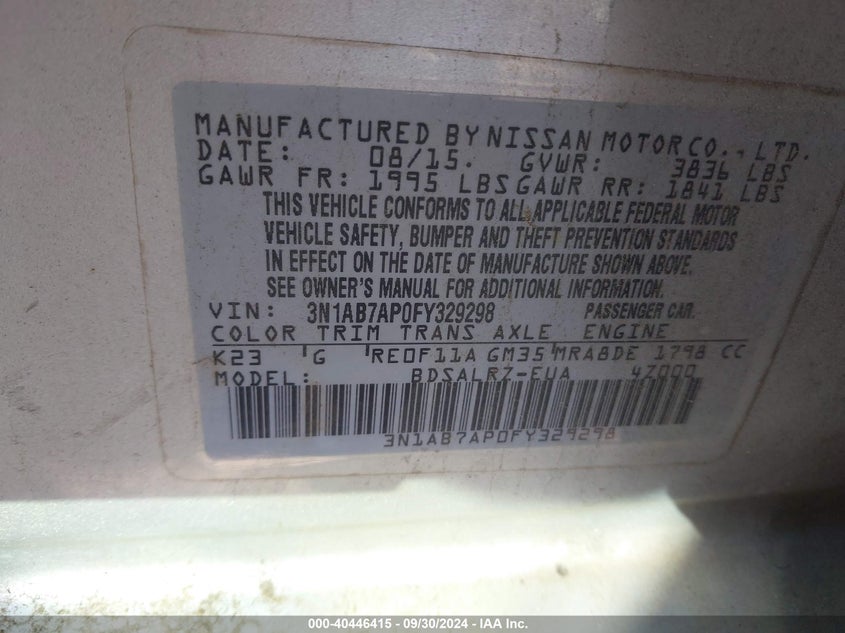 MANUFACTURED BY NISSAN MOTOR CO., LTD.
DATE: 08/15. GVWR: 3836 LBS
GAWR FR: 1995 LBS GAWR RR: 1841 LBS
THIS VEHICLE CONFORMS TO ALL APPLICABLE FEDERAL MOTOR
VEHICLE SAFETY, BUMPER AND THEFT PREVENTION STANDARDS
IN EFFECT ON THE DATE OF MANUFACTURE SHOWN ABOVE.
SEE OWNER'S MANUAL FOR ADDITIONAL INFORMATION.
VIN: 3N1AB7AP0FY329298 PASSENGER CAR.
COLOR TRIM TRANS AXLE ENGINE
K23 G RE0F11A GM35 MRA8DE 1798 CC
MODEL: BDSALRZ-EUA 4Z000
3N1AB7AP0FY329298
000-40446415 - 09/30/2024 - IAA Inc.